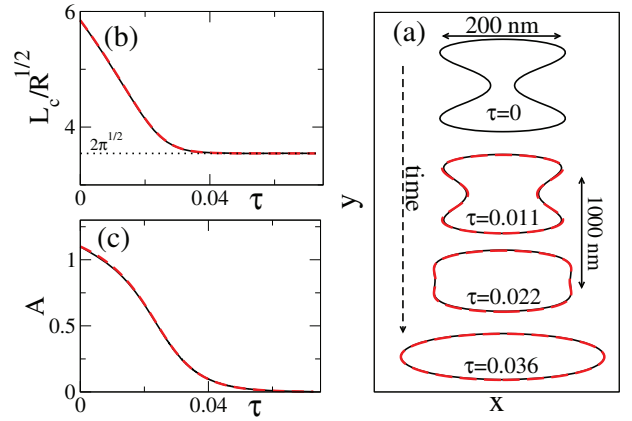 (b)
6
4
L_c/R^{1/2}
2π^{1/2}
0
0.04
τ
(c)
1
0.5
0
A
0
0.04
τ
(a)
200 nm
τ=0
time
y
τ=0.011
1000 nm
τ=0.022
τ=0.036
x